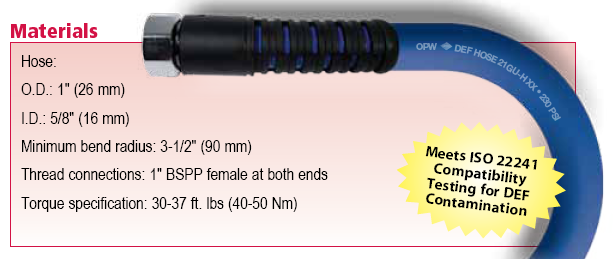 Materials
Hose:
O.D.: 1" (26 mm)
I.D.: 5/8" (16 mm)
Minimum bend radius: 3-1/2" (90 mm)
Thread connections: 1" BSPP female at both ends
Torque specification: 30-37 ft. lbs (40-50 Nm)
OPW DEF HOSE 21GU-HXX • 200 PSI
Meets ISO 22241
Compatibility
Testing for DEF
Contamination